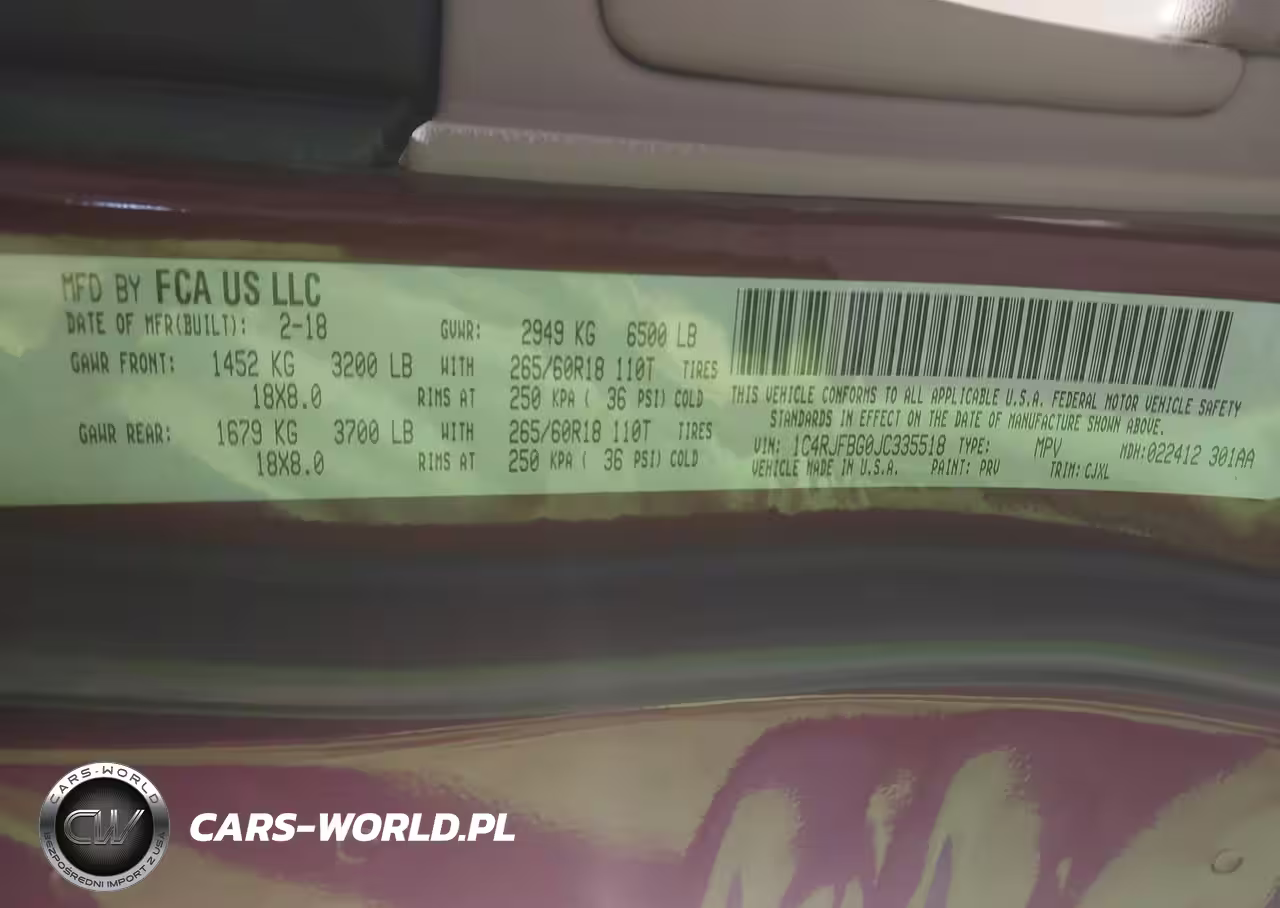 MFD BY FCA US LLC
DATE OF MFR(BUILT): 2-18 GVWR: 2949 KG 6500 LB
GAWR FRONT: 1452 KG 3200 LB WITH 265/60R18 110T TIRES
18X8.0 RIMS AT 250 KPA ( 36 PSI) COLD
GAWR REAR: 1679 KG 3700 LB WITH 265/60R18 110T TIRES
18X8.0 RIMS AT 250 KPA ( 36 PSI) COLD
THIS VEHICLE CONFORMS TO ALL APPLICABLE U.S.A. FEDERAL MOTOR VEHICLE SAFETY
STANDARDS IN EFFECT ON THE DATE OF MANUFACTURE SHOWN ABOVE.
VIN: 1C4RJFBG0JC335518 TYPE: MPV MDH:022412 301AA
VEHICLE MADE IN U.S.A. PAINT: PRV TRIM: CJXL
CARS-WORLD
CW
BEZPOŚREDNI IMPORT Z USA
CARS-WORLD.PL